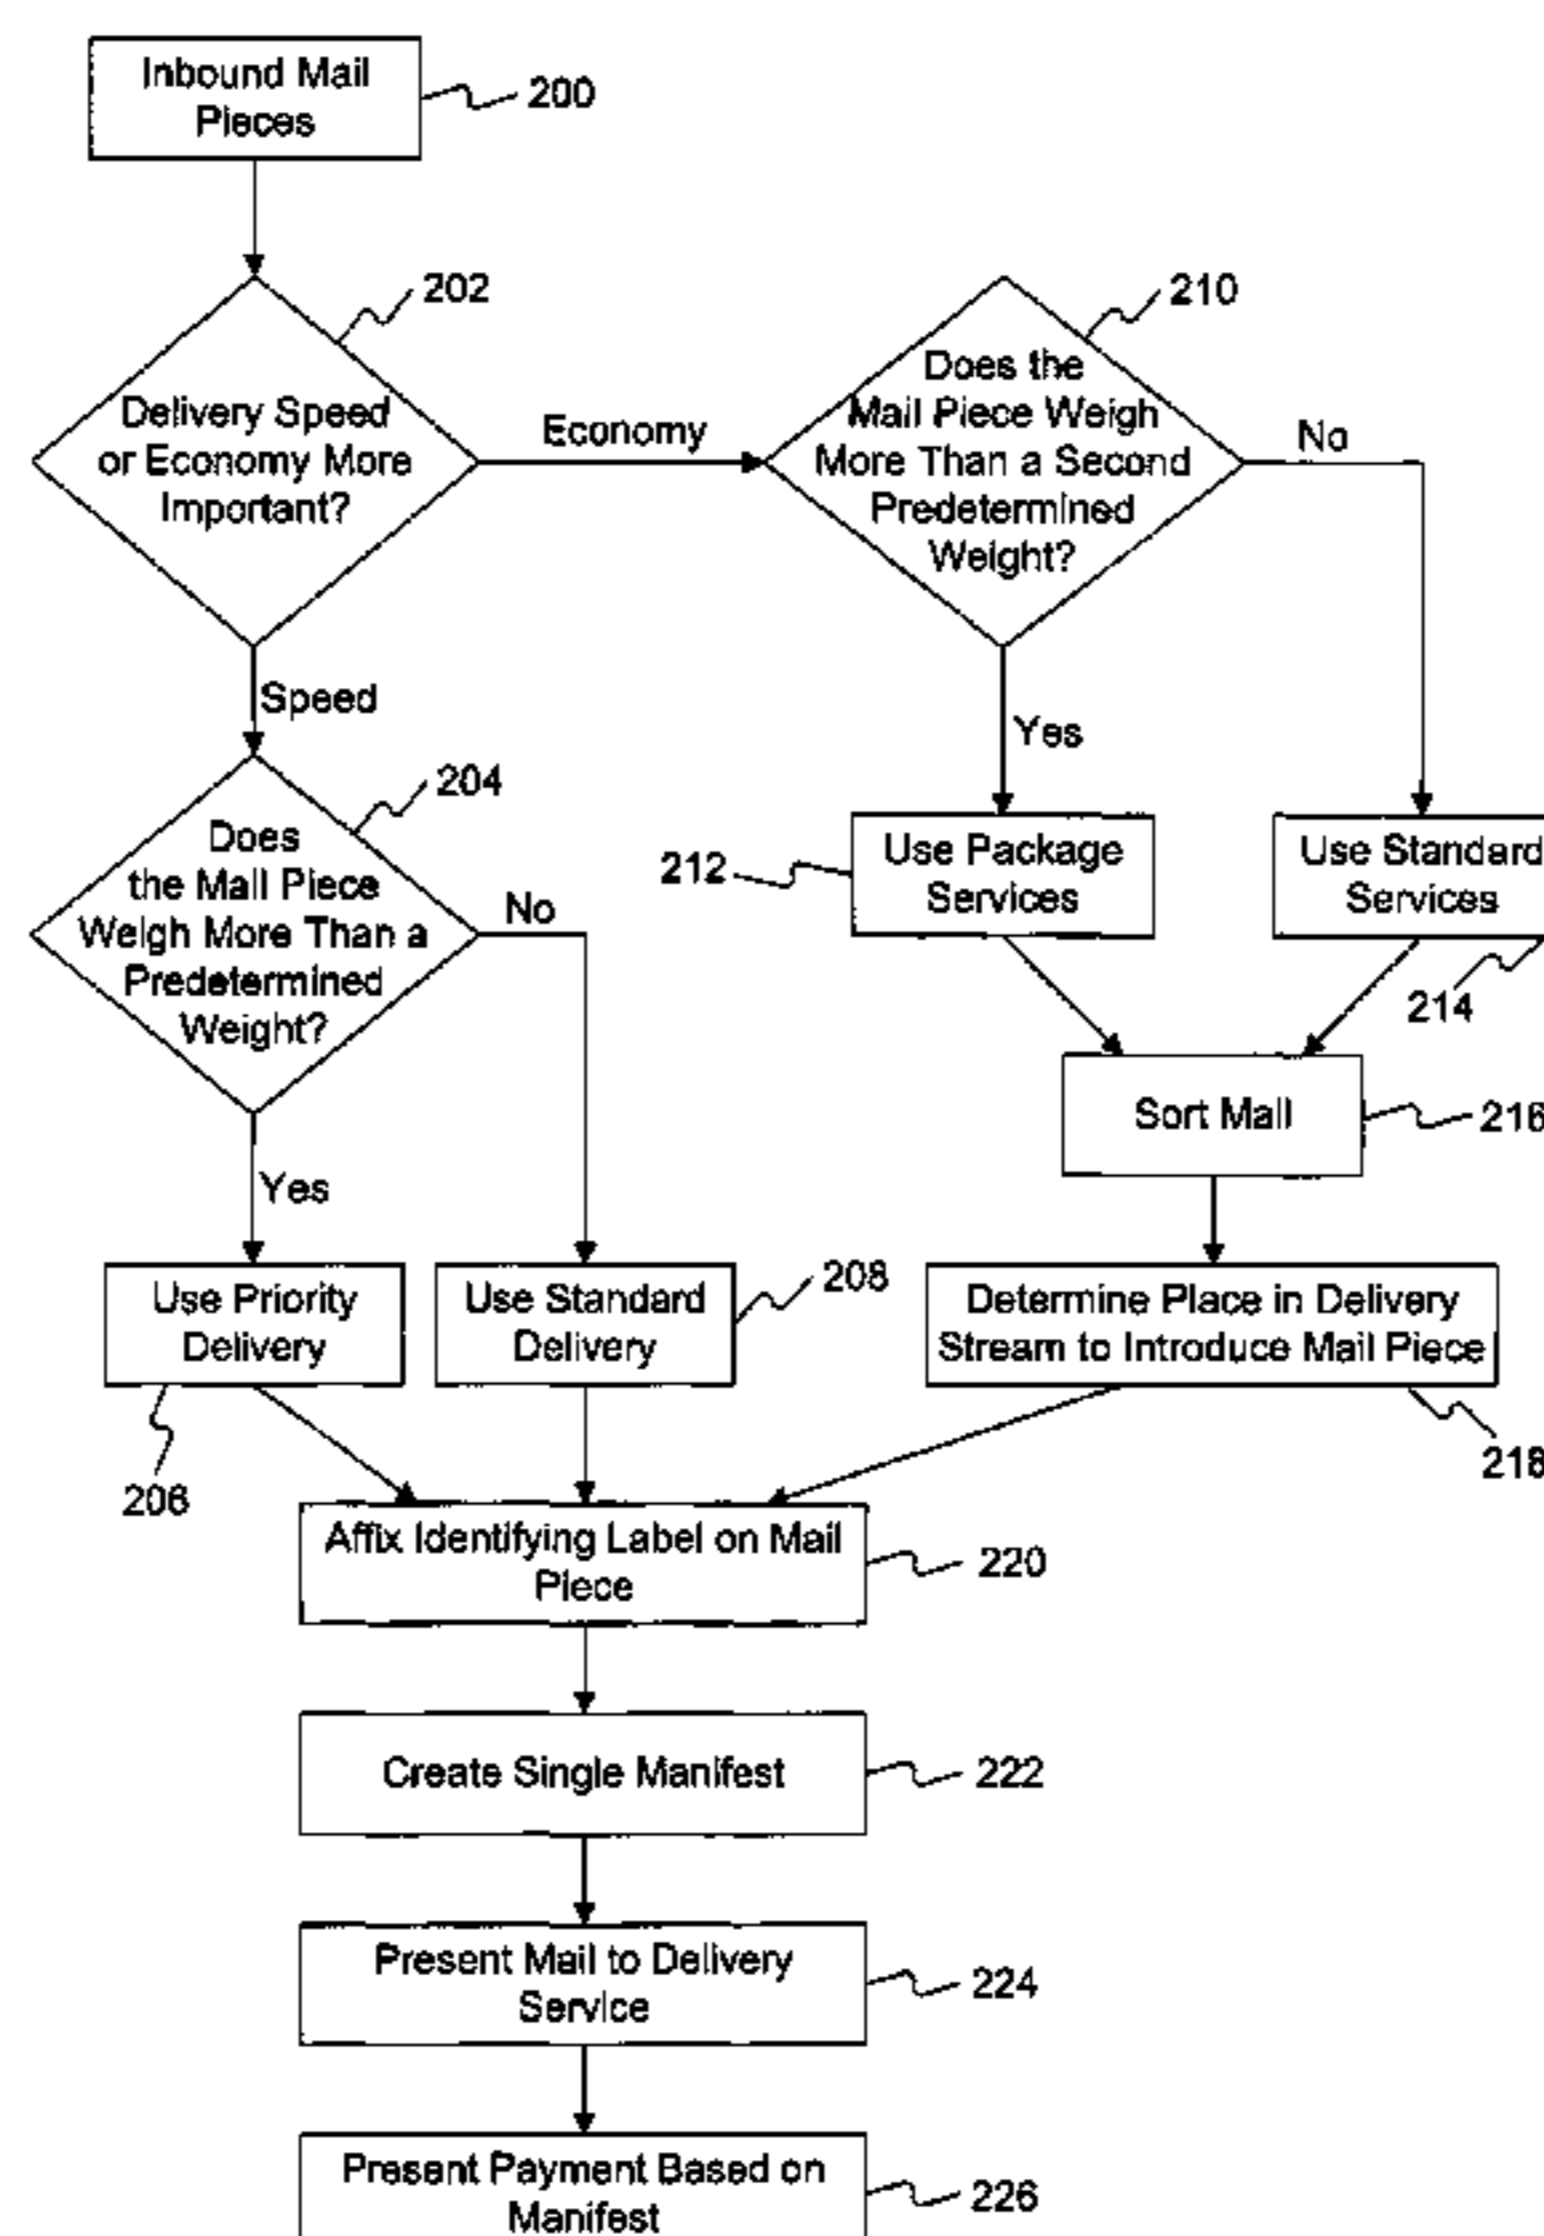 Inbound Mail
Pieces
200
202
Delivery Speed
or Economy More
Important?
Economy
210
Does the
Mail Piece Weigh
More Than a Second
Predetermined
Weight?
No
Speed
Yes
204
Does
the Mail Piece
Weigh More Than a
Predetermined
Weight?
No
Yes
212
Use Package
Services
Use Standard
Services
214
Sort Mail
216
Use Priority
Delivery
206
Use Standard
Delivery
208
Determine Place in Delivery
Stream to Introduce Mail Piece
218
Affix Identifying Label on Mail
Piece
220
Create Single Manifest
222
Present Mail to Delivery
Service
224
Present Payment Based on
Manifest
226